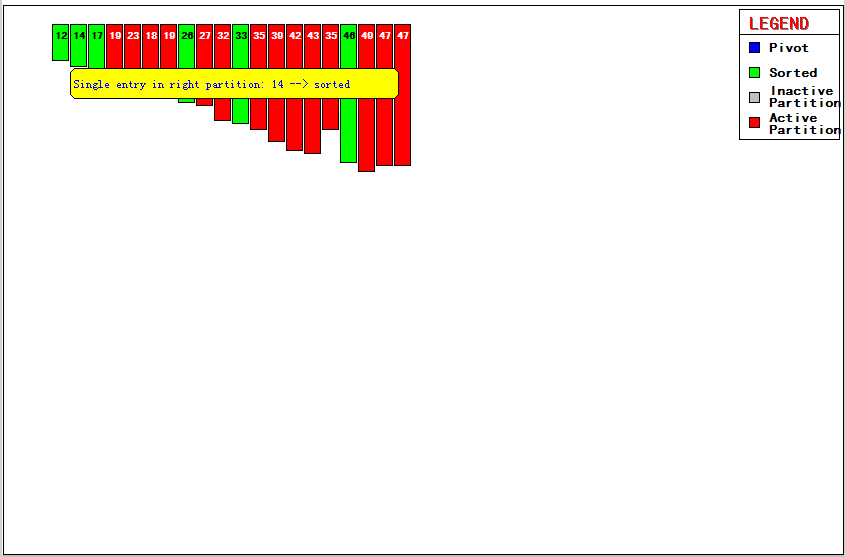 12 14 17 19 23 18 19 26 27 32 33 35 39 42 43 35 46 49 47 47
Single entry in right partition: 14 --> sorted
LEGEND
Pivot
Sorted
Inactive
Partition
Active
Partition